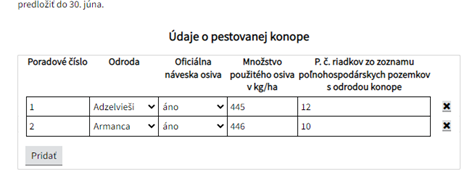 predložiť do 30. júna.
Údaje o pestovanej konope
Poradové číslo Odroda Oficiálna náveska osiva Množstvo použitého osiva v kg/ha P. č. riadkov zo zoznamu poľnohospodárskych pozemkov s odrodou konope
1 Adzelvieši áno 445 12
2 Armanca áno 446 10
Pridať